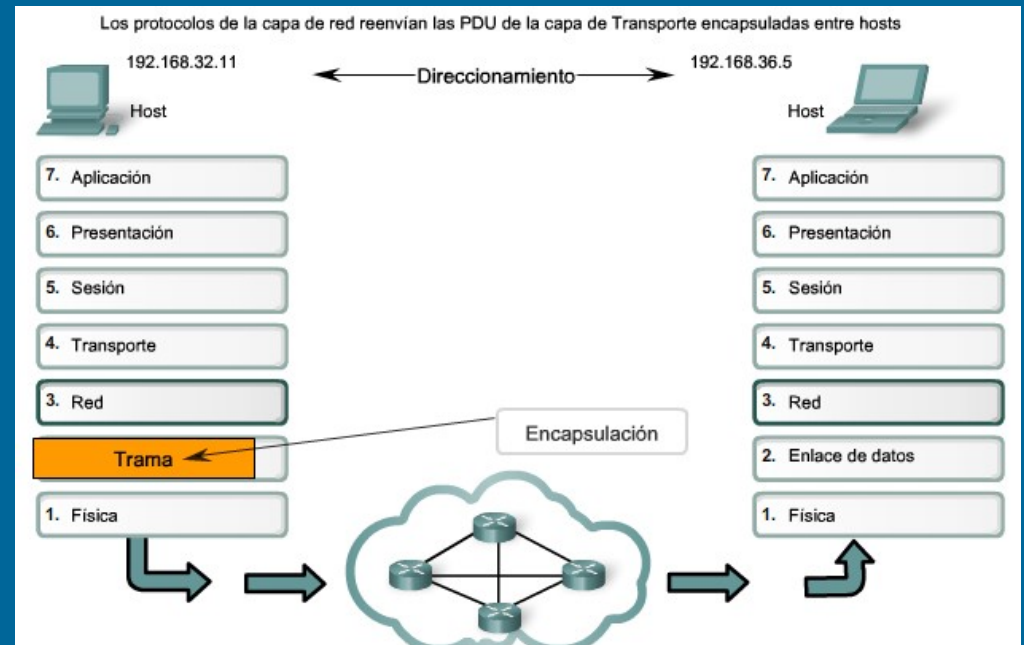 Los protocolos de la capa de red reenvían las PDU de la capa de Transporte encapsuladas entre hosts
192.168.32.11
Direccionamiento
192.168.36.5
Host
Host
7. Aplicación
7. Aplicación
6. Presentación
6. Presentación
5. Sesión
5. Sesión
4. Transporte
4. Transporte
3. Red
3. Red
Encapsulación
Trama
2. Enlace de datos
1. Física
1. Física